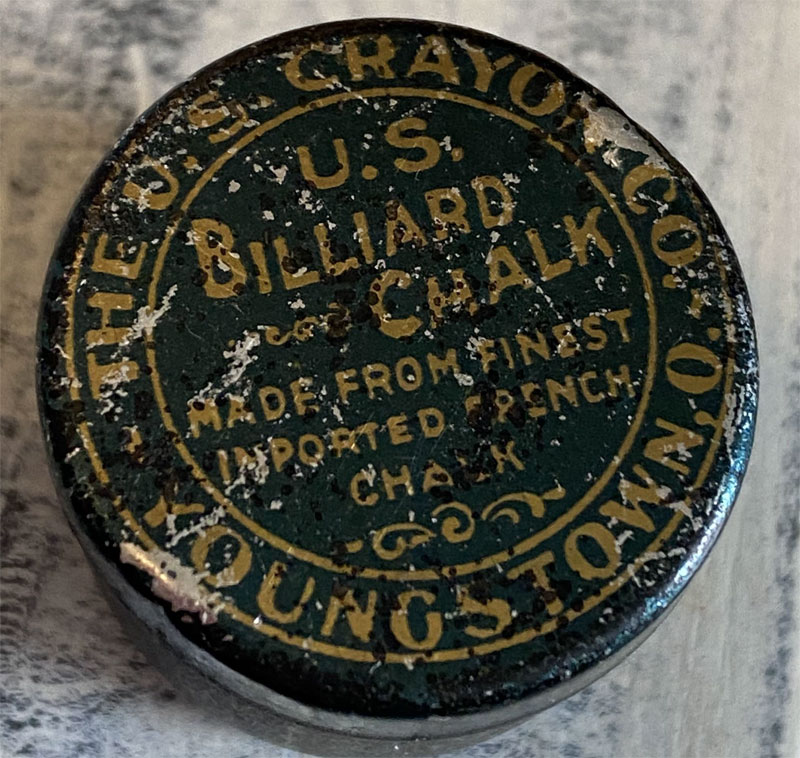 THE U.S. CRAYON CO.,
YOUNGSTOWN, O.
U.S.
BILLIARD
CHALK
MADE FROM FINEST
IMPORTED FRENCH
CHALK